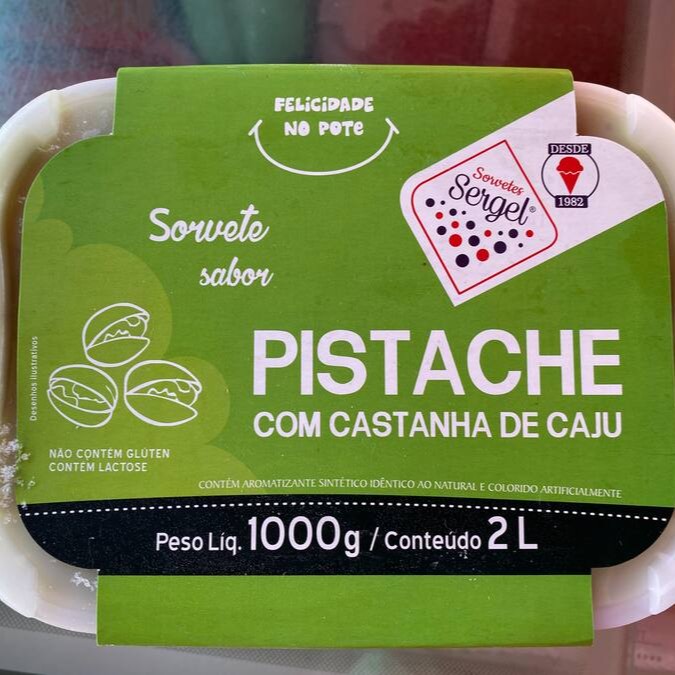 FELICIDADE
NO POTE
DESDE
1982
Sorvetes
Sergel®
Sorvete
sabor
PISTACHE
COM CASTANHA DE CAJU
Desenhos ilustrativos
NÃO CONTÉM GLÚTEN
CONTÉM LACTOSE
CONTÉM AROMATIZANTE SINTÉTICO IDÊNTICO AO NATURAL E COLORIDO ARTIFICIALMENTE
Peso Líq. 1000g / Conteúdo 2 L